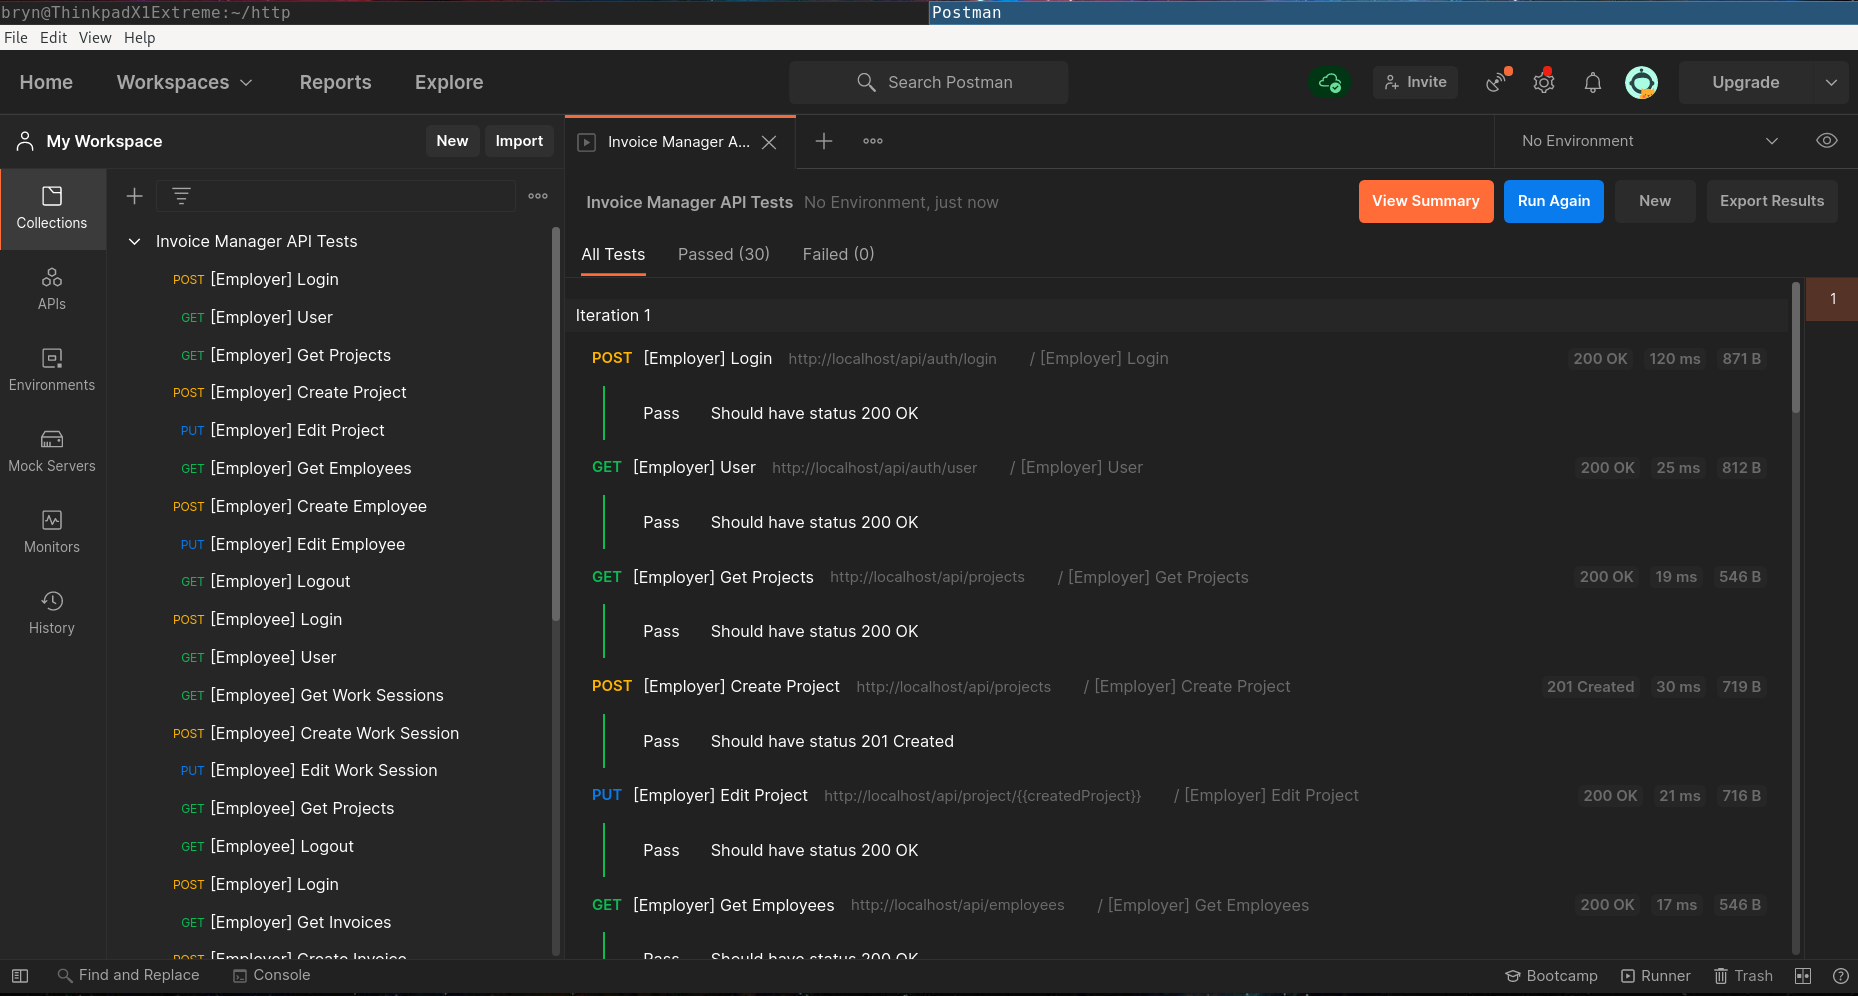 bryn@ThinkpadX1Extreme:~/http
Postman
File Edit View Help
Home Workspaces Reports Explore
Search Postman
Invite
Upgrade
My Workspace
New Import
Invoice Manager A...
No Environment
Collections
APIs
Environments
Mock Servers
Monitors
History
Invoice Manager API Tests
POST [Employer] Login
GET [Employer] User
GET [Employer] Get Projects
POST [Employer] Create Project
PUT [Employer] Edit Project
GET [Employer] Get Employees
POST [Employer] Create Employee
PUT [Employer] Edit Employee
GET [Employer] Logout
POST [Employee] Login
GET [Employee] User
GET [Employee] Get Work Sessions
POST [Employee] Create Work Session
PUT [Employee] Edit Work Session
GET [Employee] Get Projects
GET [Employee] Logout
POST [Employer] Login
GET [Employer] Get Invoices
POST [Employer] Create Invoice
Invoice Manager API Tests No Environment, just now
View Summary Run Again New Export Results
All Tests Passed (30) Failed (0)
1
Iteration 1
POST [Employer] Login http://localhost/api/auth/login / [Employer] Login 200 OK 120 ms 871 B
Pass Should have status 200 OK
GET [Employer] User http://localhost/api/auth/user / [Employer] User 200 OK 25 ms 812 B
Pass Should have status 200 OK
GET [Employer] Get Projects http://localhost/api/projects / [Employer] Get Projects 200 OK 19 ms 546 B
Pass Should have status 200 OK
POST [Employer] Create Project http://localhost/api/projects / [Employer] Create Project 201 Created 30 ms 719 B
Pass Should have status 201 Created
PUT [Employer] Edit Project http://localhost/api/project/{{createdProject}} / [Employer] Edit Project 200 OK 21 ms 716 B
Pass Should have status 200 OK
GET [Employer] Get Employees http://localhost/api/employees / [Employer] Get Employees 200 OK 17 ms 546 B
Pass Should have status 200 OK
Find and Replace Console
Bootcamp Runner Trash